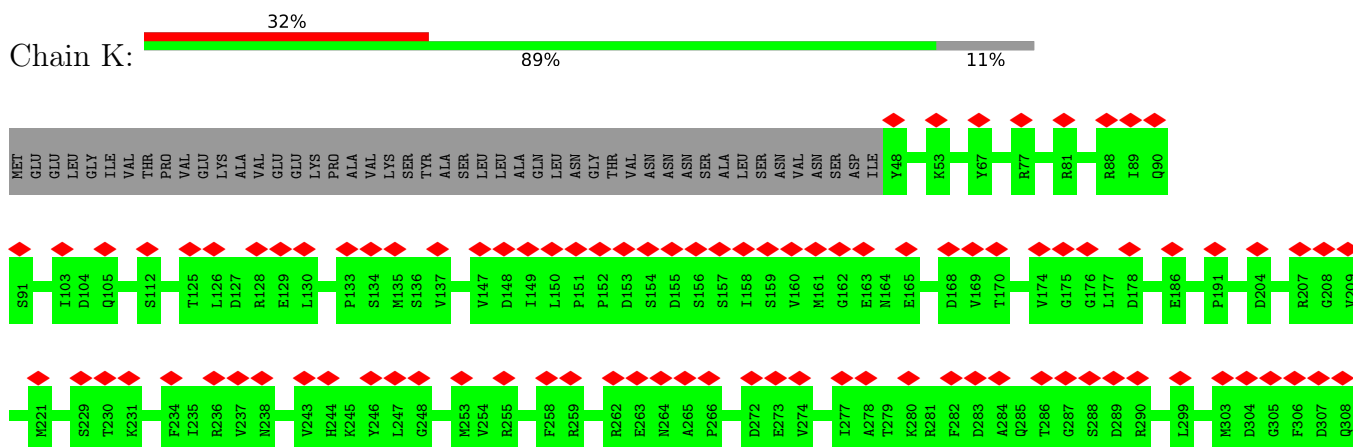 32%
Chain K:
89% 11%
MET GLU GLU LEU GLY ILE VAL THR PRO VAL GLU LYS ALA VAL GLU GLU LYS PRO ALA VAL LYS SER TYR ALA SER LEU LEU ALA GLN LEU ASN GLY THR VAL ASN ASN ASN SER ALA LEU SER ASN VAL ASN SER ASP ILE Y48 K53 Y67 R77 R81 R88 I89 Q90
S91 I103 D104 Q105 S112 T125 L126 D127 R128 E129 L130 P133 S134 M135 S136 V137 V147 D148 I149 L150 P151 P152 D153 S154 D155 S156 S157 I158 S159 V160 M161 G162 E163 N164 E165 D168 V169 T170 V174 G175 G176 L177 D178 E186 P191 D204 R207 G208 V209
M221 S229 T230 K231 F234 I235 R236 V237 N238 V243 H244 K245 Y246 L247 G248 M253 V254 R255 F258 R259 R262 E263 N264 A265 P266 D272 E273 V274 I277 A278 T279 K280 R281 F282 D283 A284 Q285 T286 G287 S288 D289 R290 L299 M303 D304 G305 F306 D307 Q308